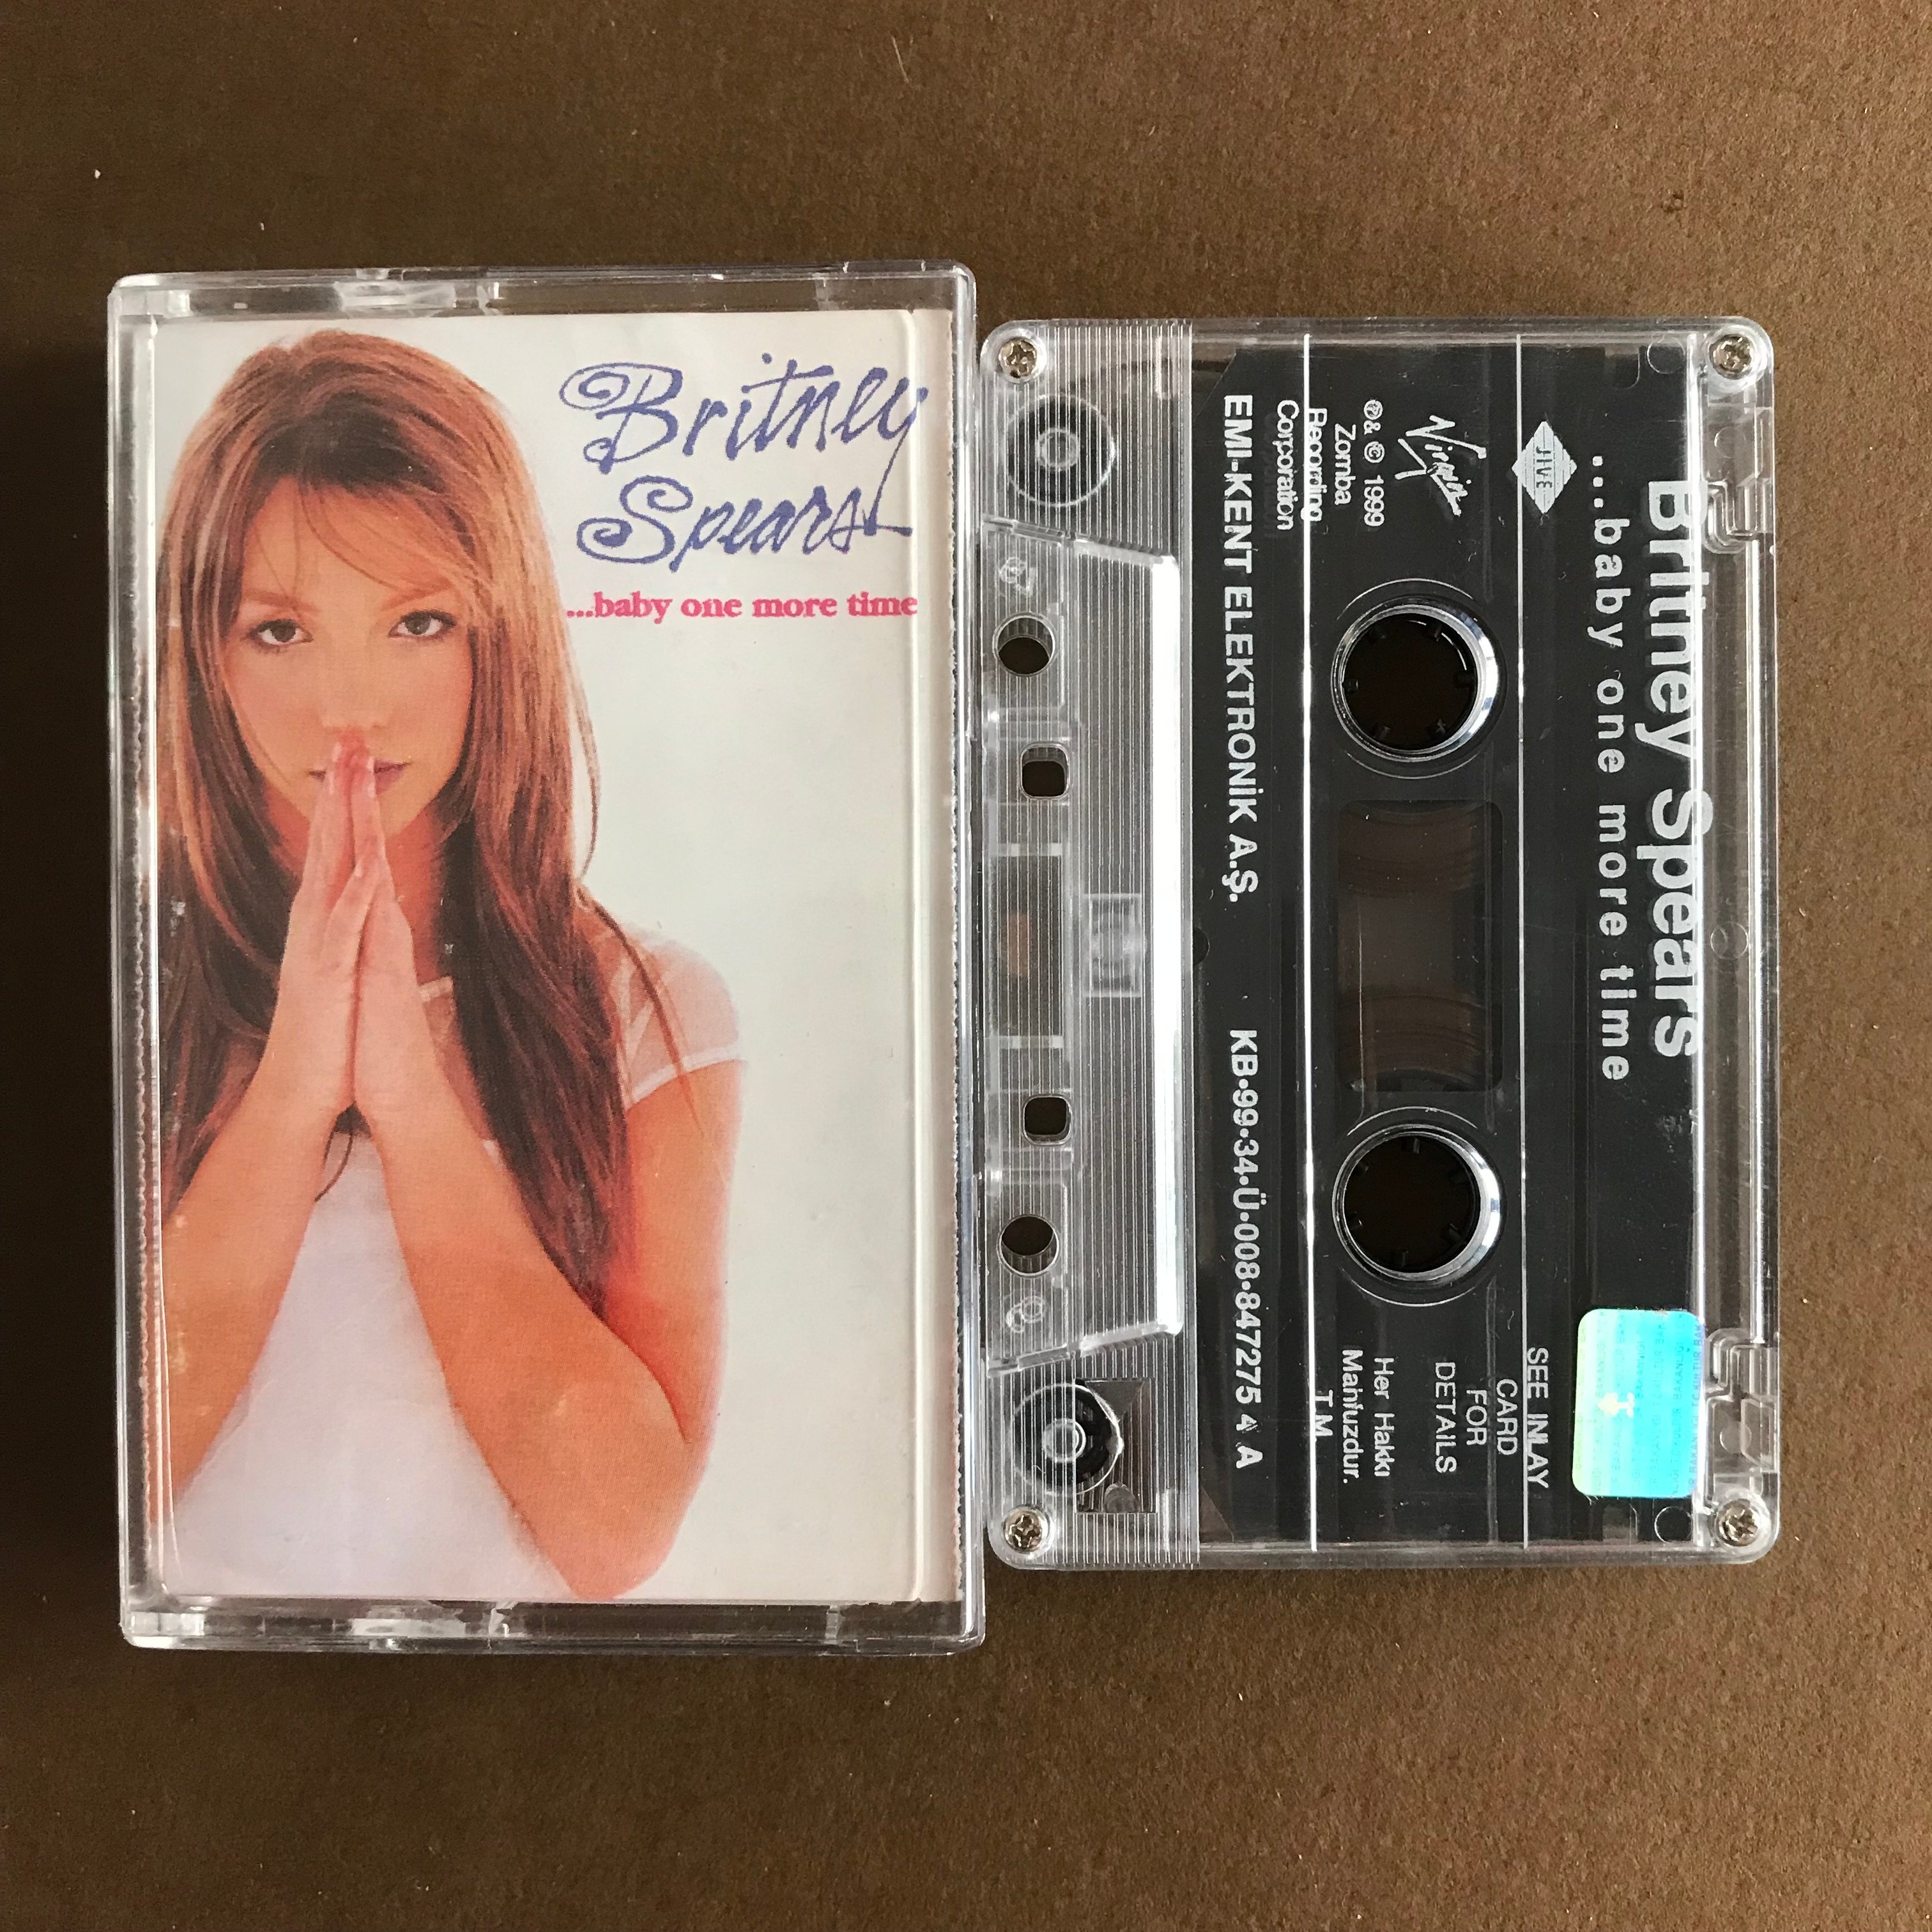 Britney
Spears
...baby one more time
Britney Spears
...baby one more time
JIVE
Virgin
℗ & © 1999
Zomba
Recording
Corporation
EMI-KENT ELEKTRONİK A.Ş.
KB•99•34•Ü•008•847275 4 A
SEE INLAY
CARD
FOR
DETAILS
Her Hakkı
Mahfuzdur.
T.M